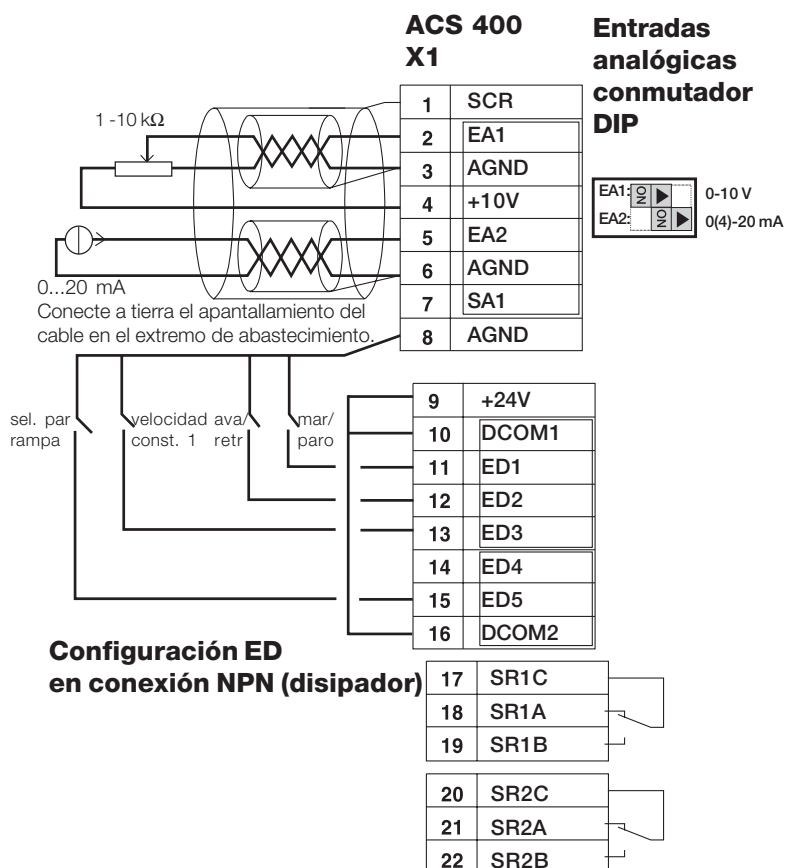 ACS 400
X1
Entradas
analógicas
conmutador
DIP
1 -10 kΩ
1 SCR
2 EA1
3 AGND
4 +10V
5 EA2
6 AGND
7 SA1
8 AGND
EA1: ON 0-10 V
EA2: ON 0(4)-20 mA
0...20 mA
Conecte a tierra el apantallamiento del
cable en el extremo de abastecimiento.
sel. par velocidad ava/ mar/
rampa const. 1 retr paro
9 +24V
10 DCOM1
11 ED1
12 ED2
13 ED3
14 ED4
15 ED5
16 DCOM2
Configuración ED
en conexión NPN (disipador)
17 SR1C
18 SR1A
19 SR1B
20 SR2C
21 SR2A
22 SR2B